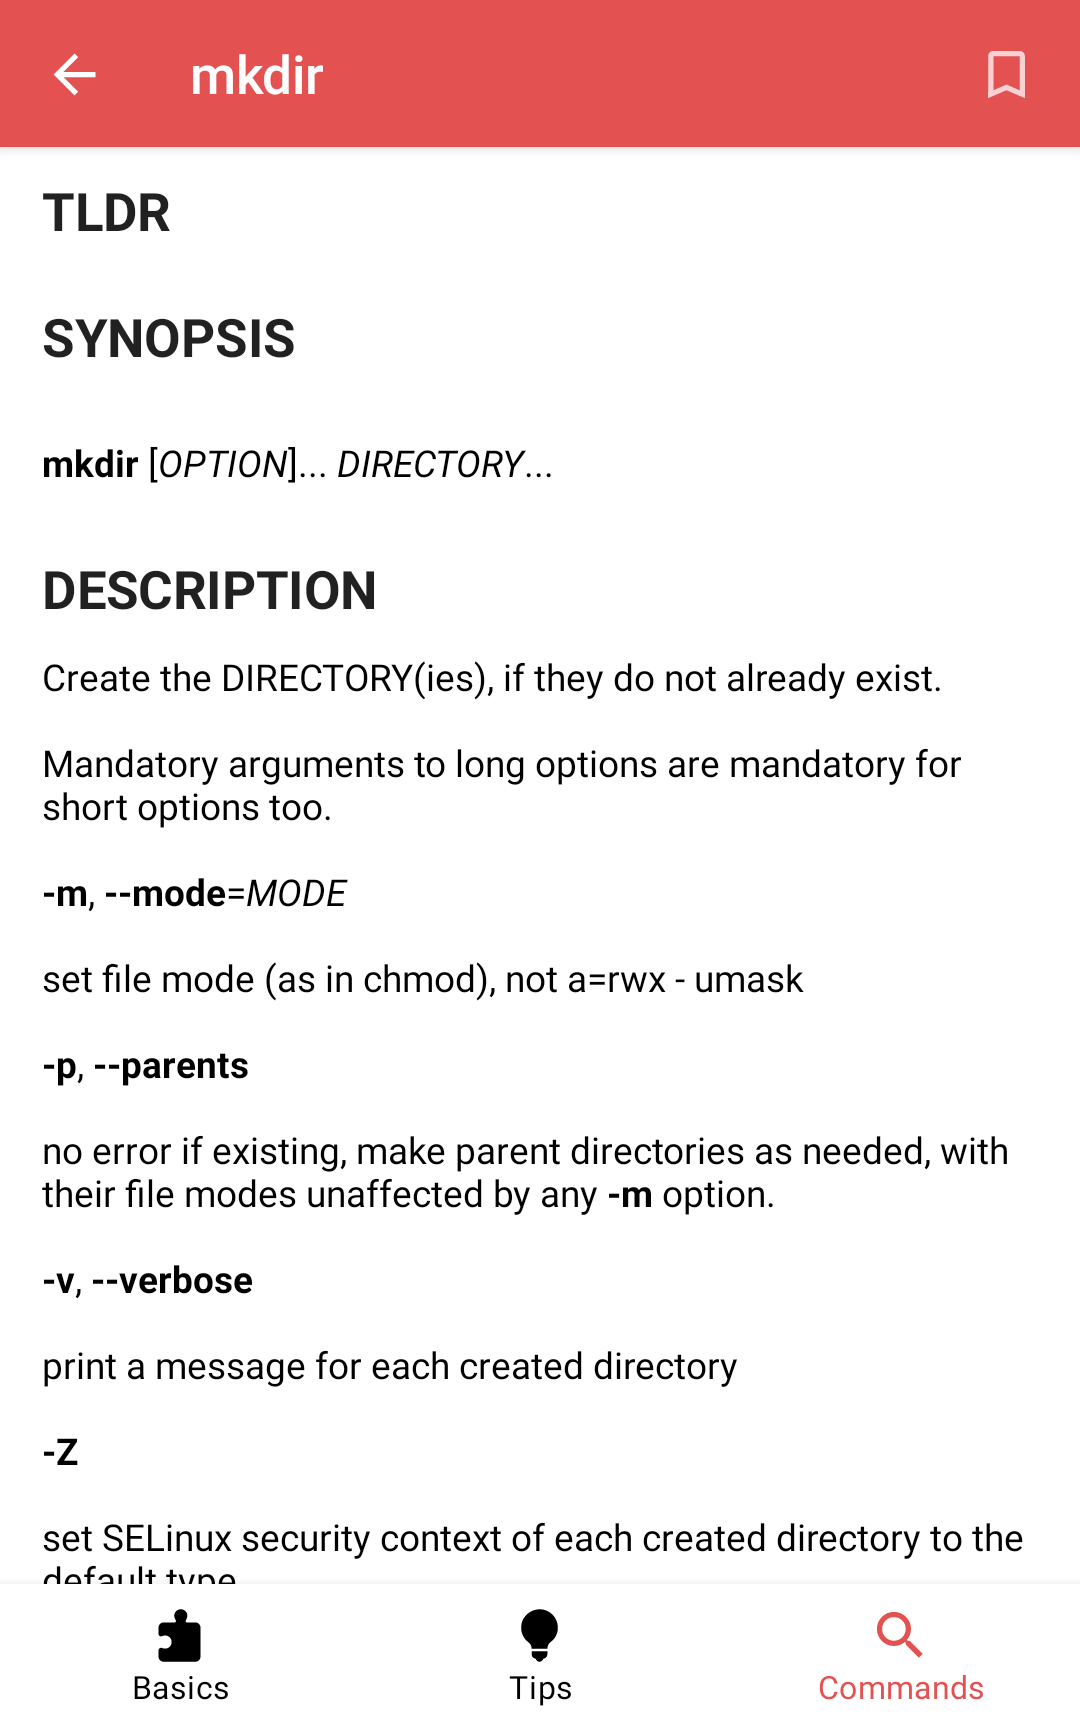 mkdir
TLDR
SYNOPSIS
mkdir [OPTION]... DIRECTORY...
DESCRIPTION
Create the DIRECTORY(ies), if they do not already exist.
Mandatory arguments to long options are mandatory for
short options too.
-m, --mode=MODE
set file mode (as in chmod), not a=rwx - umask
-p, --parents
no error if existing, make parent directories as needed, with
their file modes unaffected by any -m option.
-v, --verbose
print a message for each created directory
-Z
set SELinux security context of each created directory to the
default type
Basics
Tips
Commands